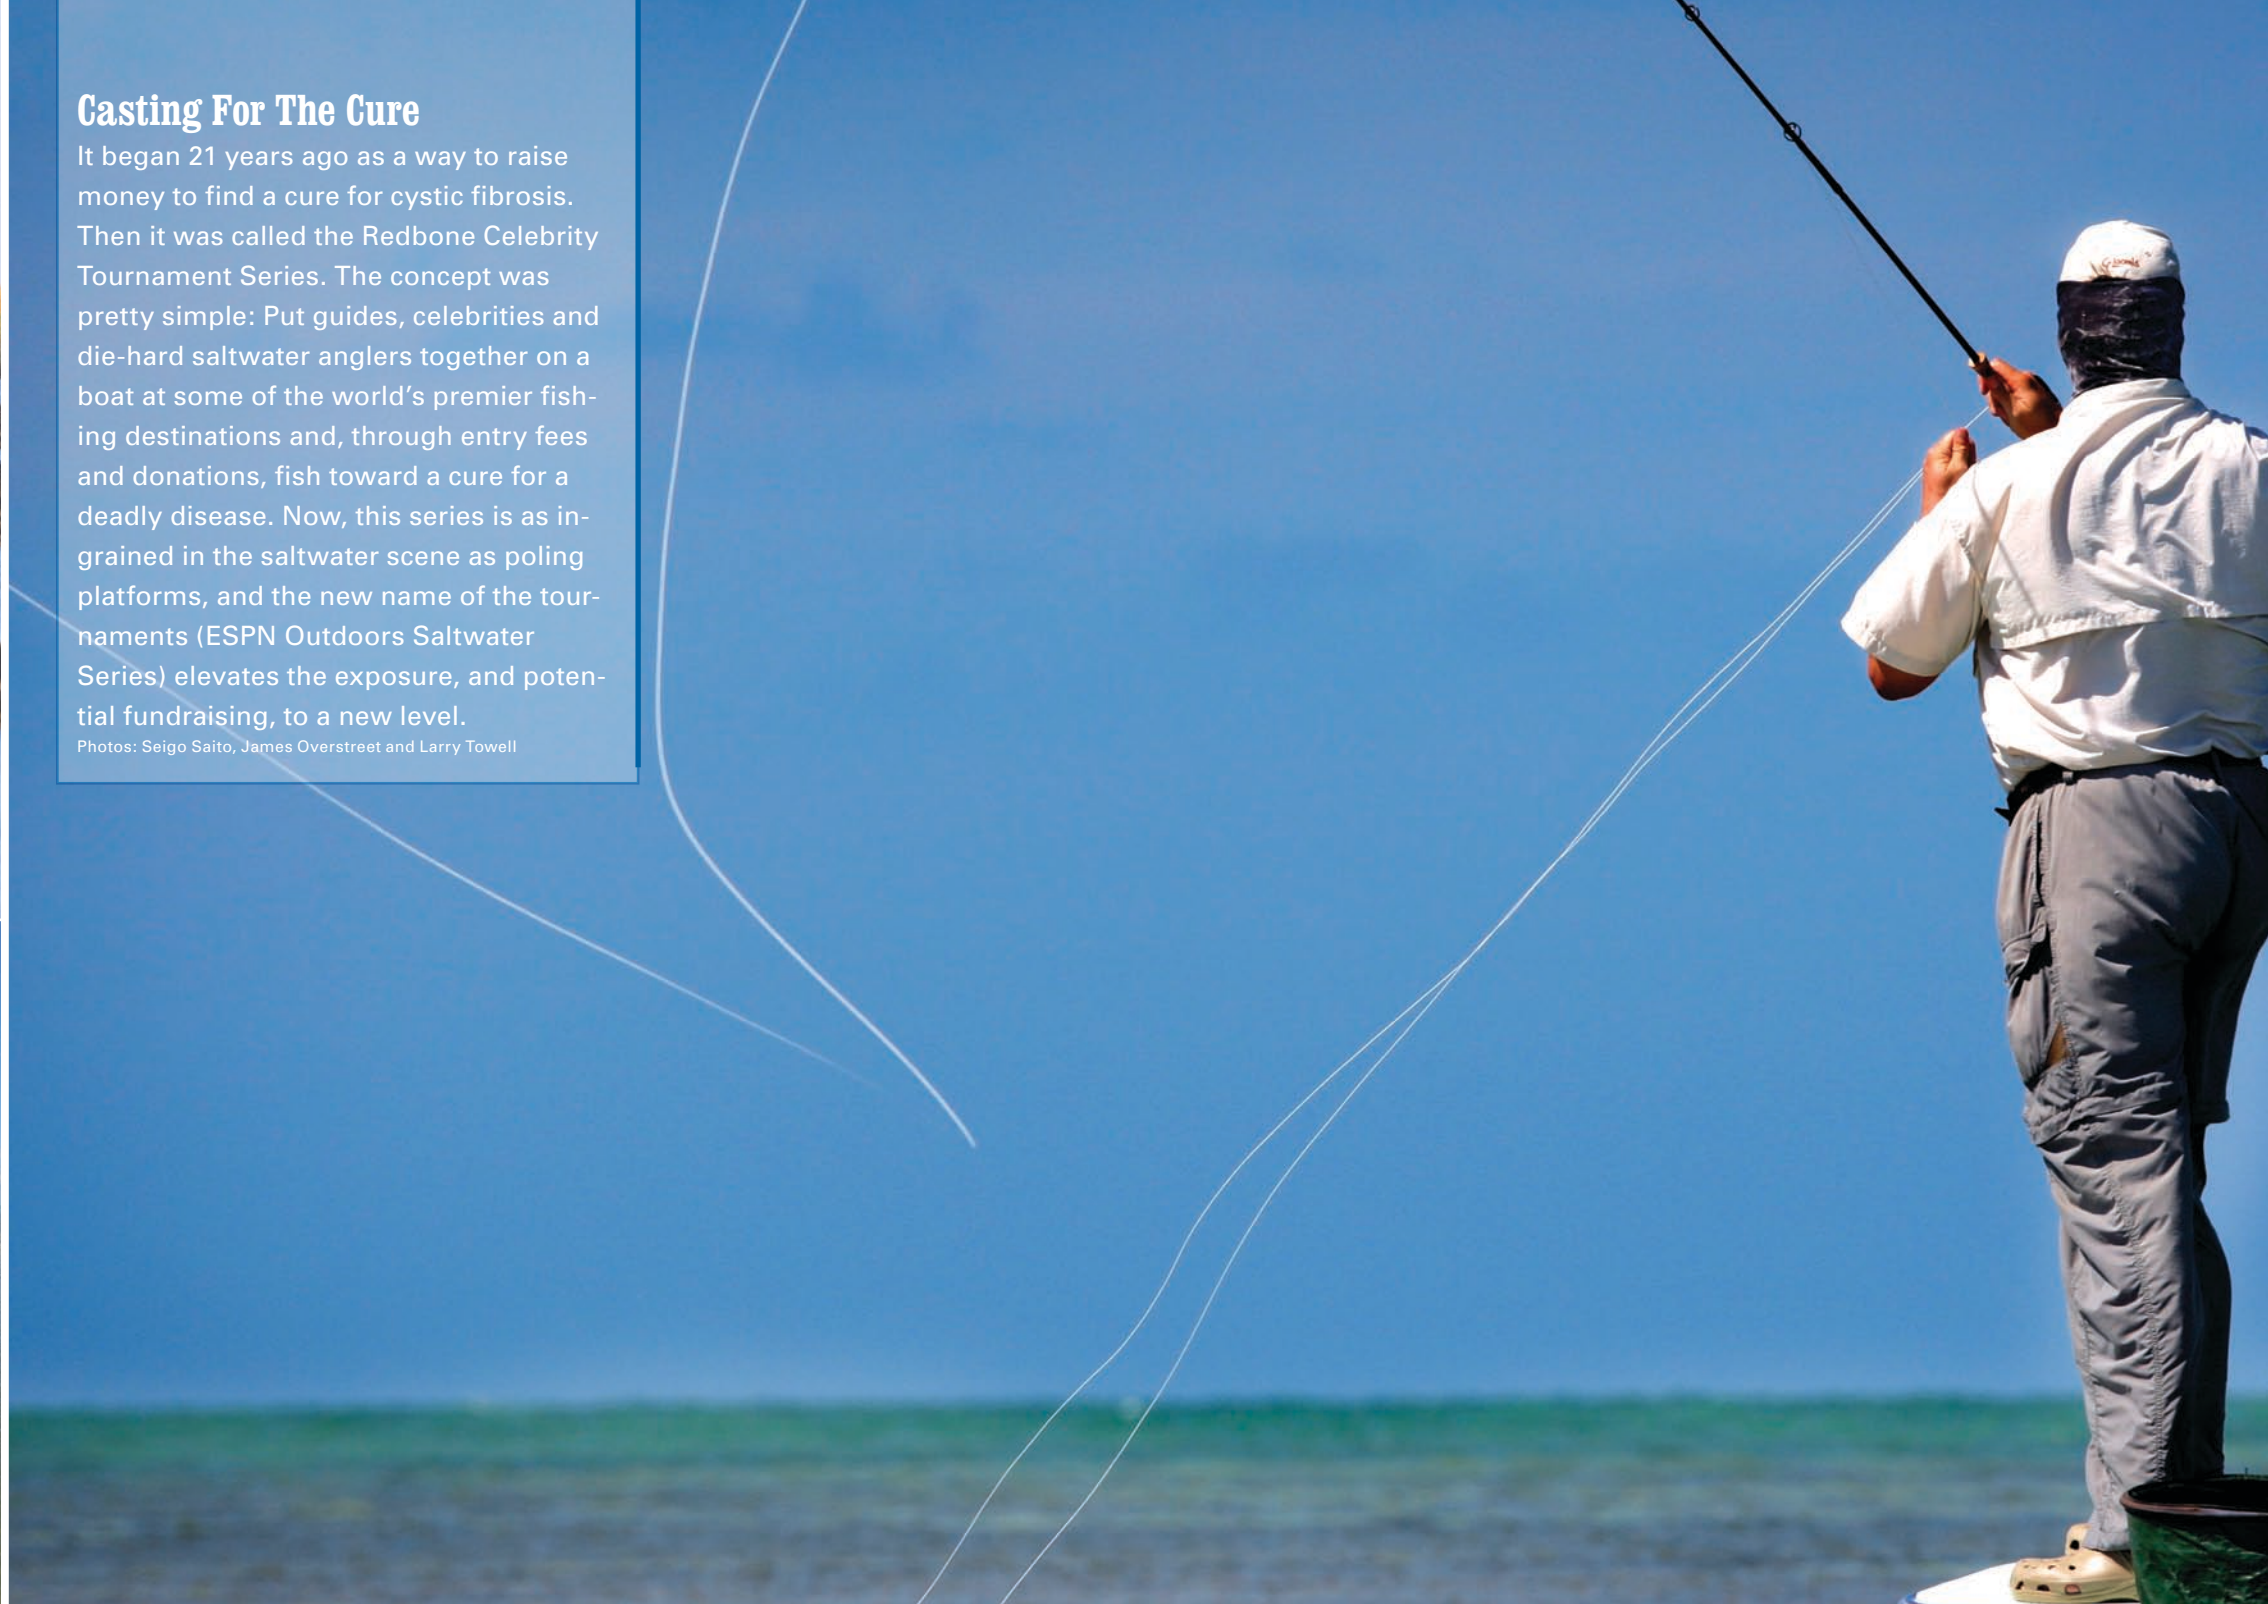 Casting For The Cure
It began 21 years ago as a way to raise
money to find a cure for cystic fibrosis.
Then it was called the Redbone Celebrity
Tournament Series. The concept was
pretty simple: Put guides, celebrities and
die-hard saltwater anglers together on a
boat at some of the world’s premier fish-
ing destinations and, through entry fees
and donations, fish toward a cure for a
deadly disease. Now, this series is as in-
grained in the saltwater scene as poling
platforms, and the new name of the tour-
naments (ESPN Outdoors Saltwater
Series) elevates the exposure, and poten-
tial fundraising, to a new level.
Photos: Seigo Saito, James Overstreet and Larry Towell